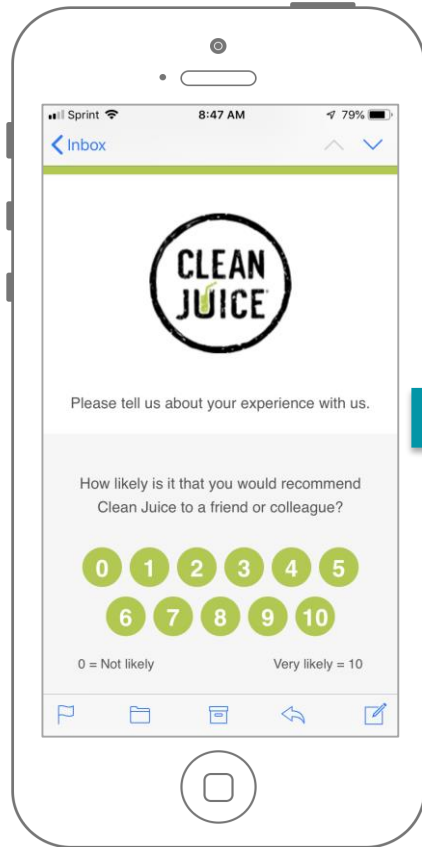 Sprint 8:47 AM 79%
Inbox
CLEAN
JUICE
Please tell us about your experience with us.
How likely is it that you would recommend
Clean Juice to a friend or colleague?
0 1 2 3 4 5
6 7 8 9 10
0 = Not likely Very likely = 10